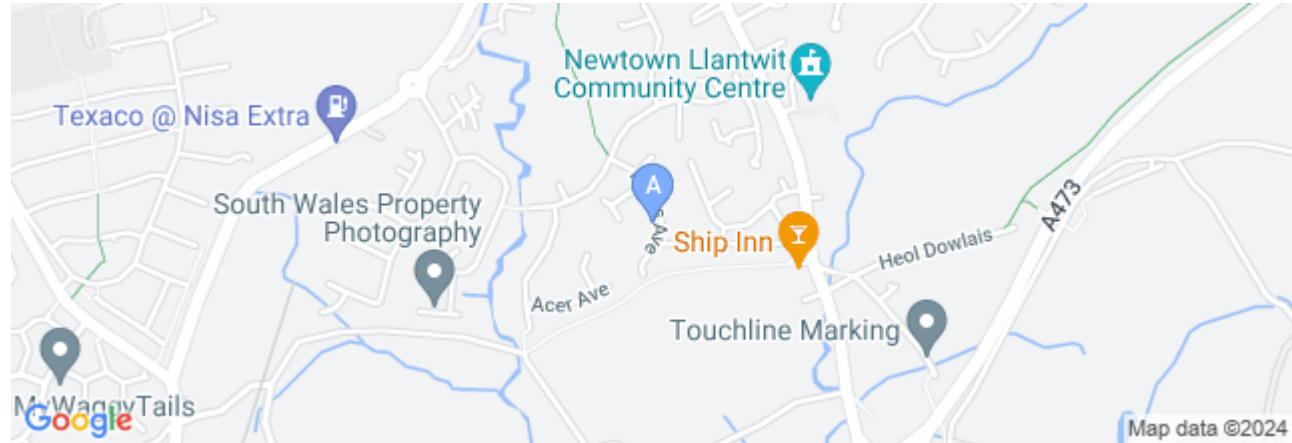 Newtown Llantwit
Community Centre
Texaco @ Nisa Extra
A
South Wales Property
Photography
Ave
Ship Inn
A473
Heol Dowlais
Acer Ave
Touchline Marking
MyWaggyTails
Google
Map data ©2024